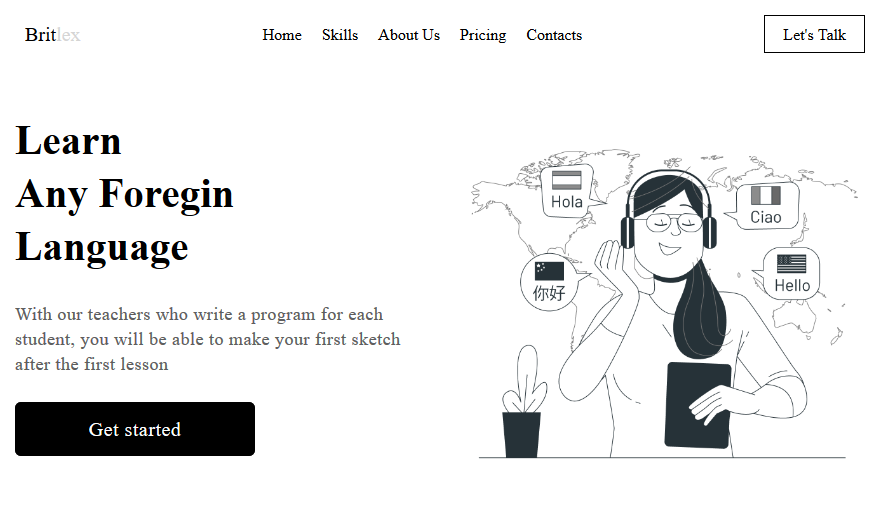 Britlex
Home Skills About Us Pricing Contacts
Let's Talk
Learn
Any Foregin
Language
With our teachers who write a program for each
student, you will be able to make your first sketch
after the first lesson
Get started
Hola
Ciao
你好
Hello